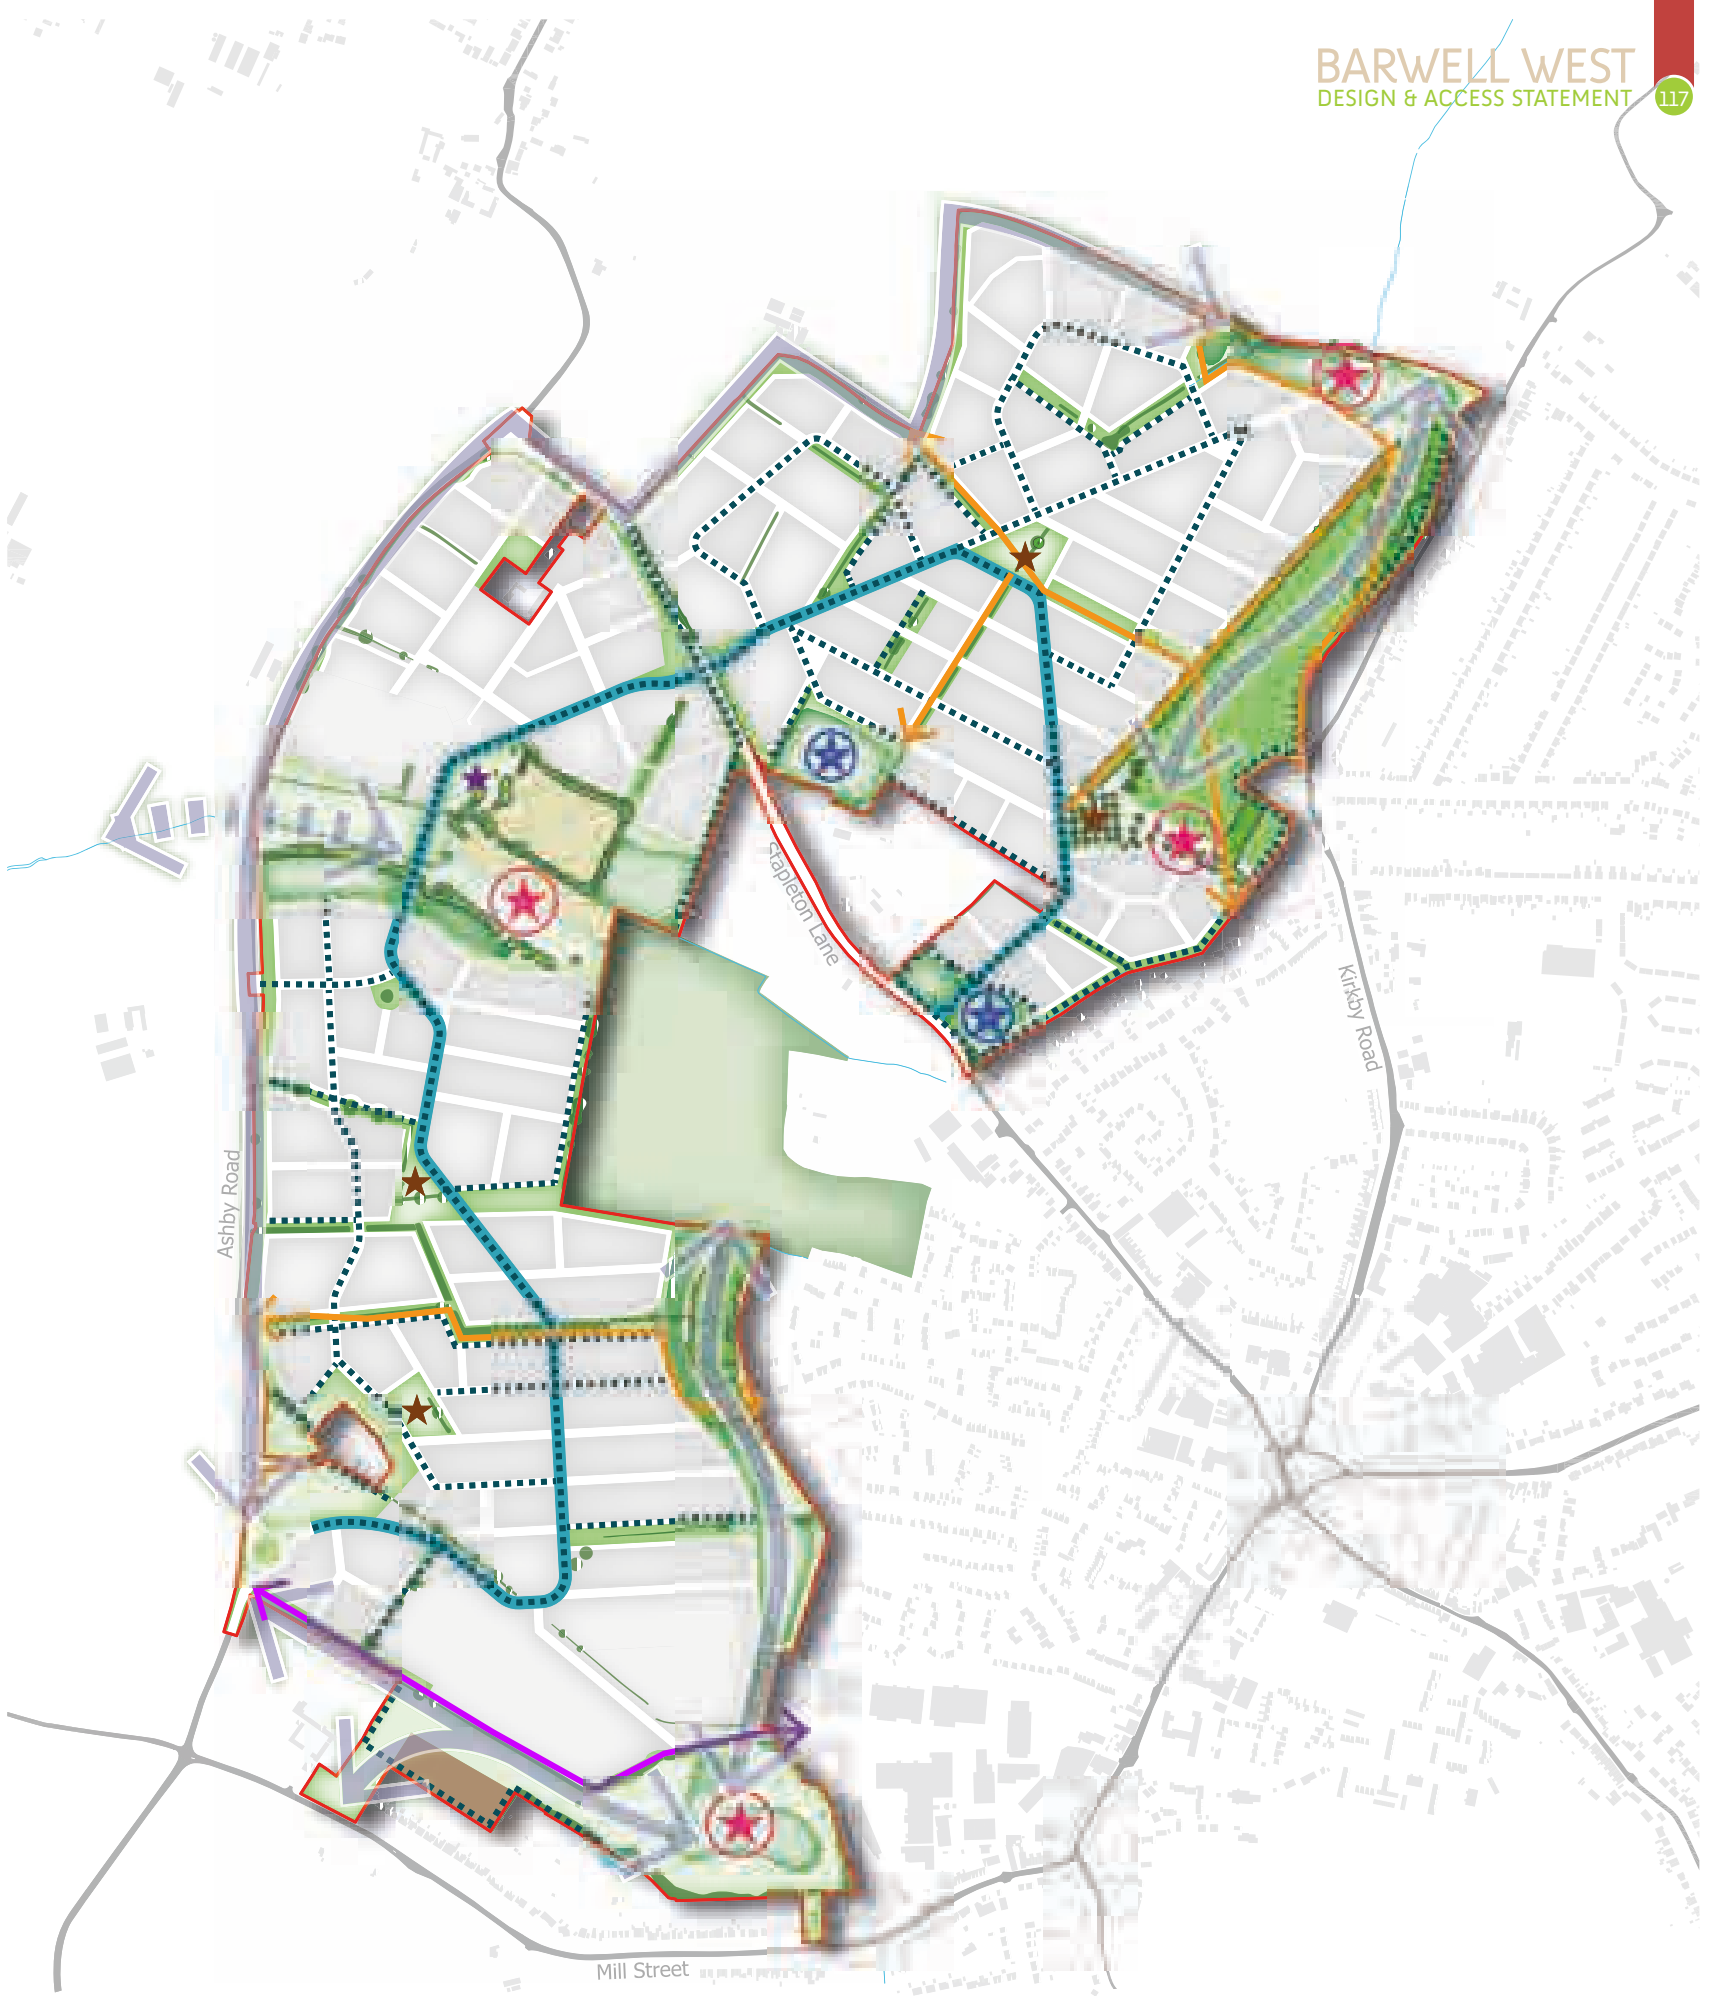 BARWELL WEST
DESIGN & ACCESS STATEMENT
117
Stapleton Lane
Kirkby Road
Ashby Road
Mill Street